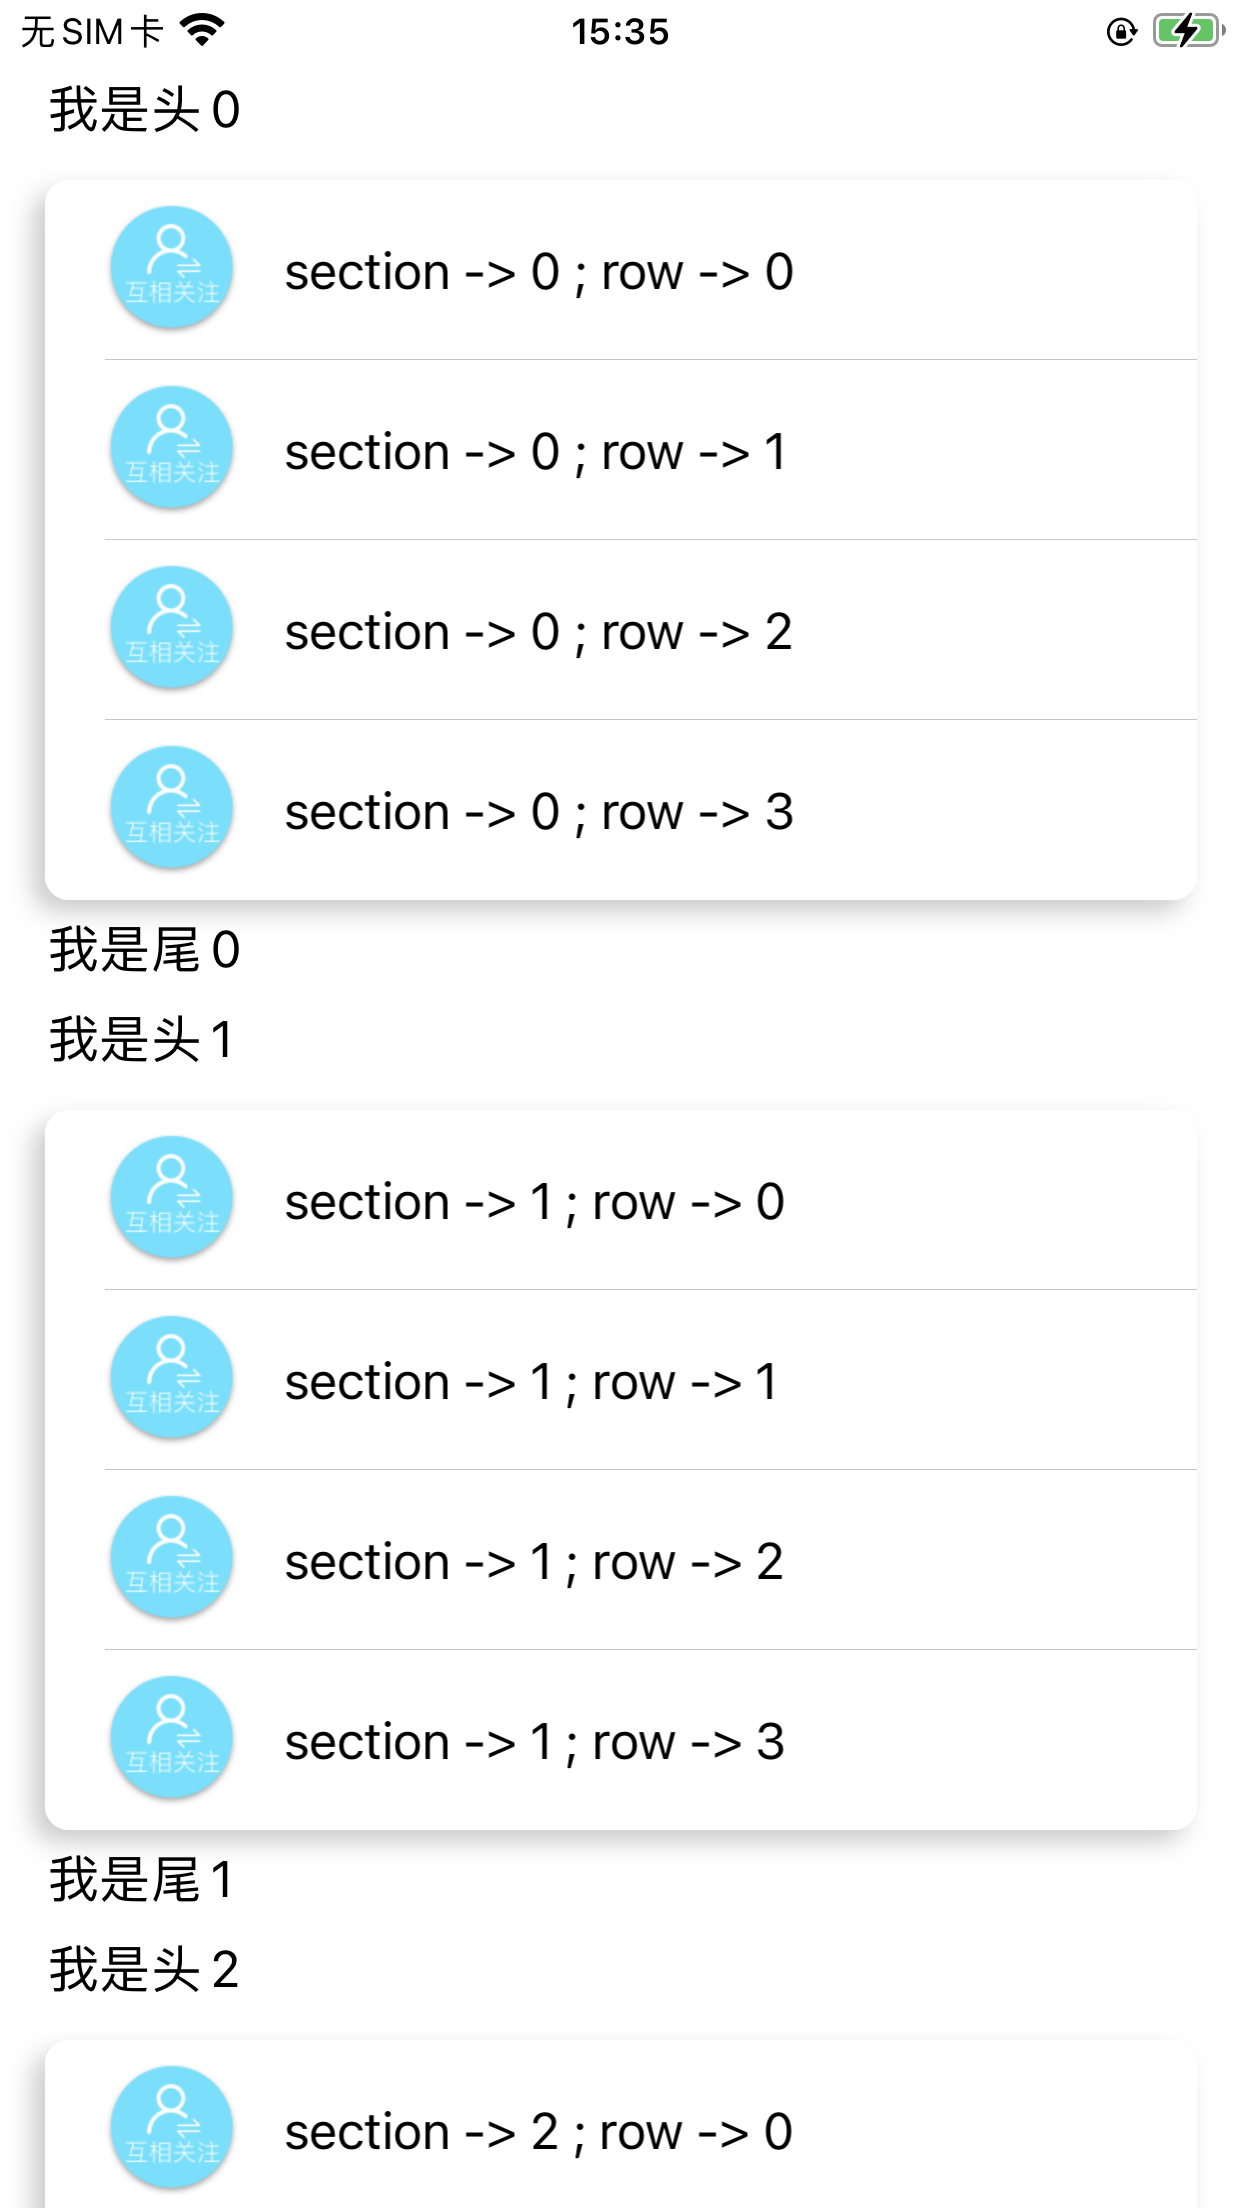 无 SIM 卡 15:35
我是头 0
互相关注 section -> 0 ; row -> 0
互相关注 section -> 0 ; row -> 1
互相关注 section -> 0 ; row -> 2
互相关注 section -> 0 ; row -> 3
我是尾 0
我是头 1
互相关注 section -> 1 ; row -> 0
互相关注 section -> 1 ; row -> 1
互相关注 section -> 1 ; row -> 2
互相关注 section -> 1 ; row -> 3
我是尾 1
我是头 2
互相关注 section -> 2 ; row -> 0